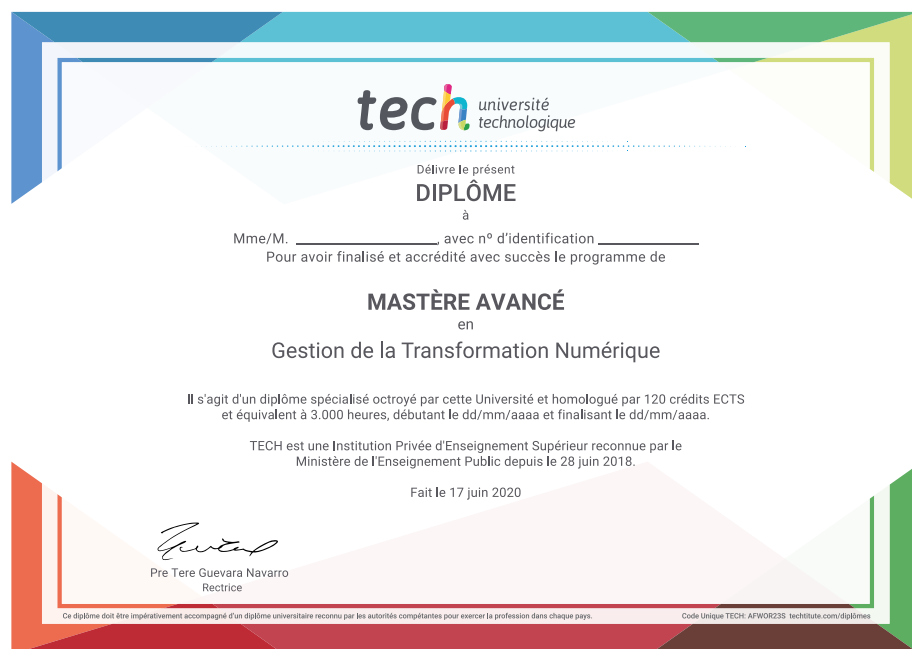 tech université
technologique
Délivre le présent
DIPLÔME
à
Mme/M. ____________________, avec nº d'identification ______________
Pour avoir finalisé et accrédité avec succès le programme de
MASTÈRE AVANCÉ
en
Gestion de la Transformation Numérique
Il s'agit d'un diplôme spécialisé octroyé par cette Université et homologué par 120 crédits ECTS
et équivalent à 3.000 heures, débutant le dd/mm/aaaa et finalisant le dd/mm/aaaa.
TECH est une Institution Privée d'Enseignement Supérieur reconnue par le
Ministère de l'Enseignement Public depuis le 28 juin 2018.
Fait le 17 juin 2020
Pre Tere Guevara Navarro
Rectrice
Ce diplôme doit être impérativement accompagné d'un diplôme universitaire reconnu par les autorités compétentes pour exercer la profession dans chaque pays.
Code Unique TECH: AFWOR23S techtitute.com/diplômes